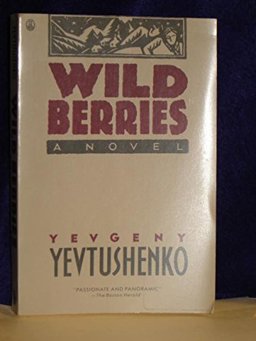 WILD
BERRIES
A NOVEL
YEVGENY
YEVTUSHENKO
"PASSIONATE AND PANORAMIC"
—The Boston Herald